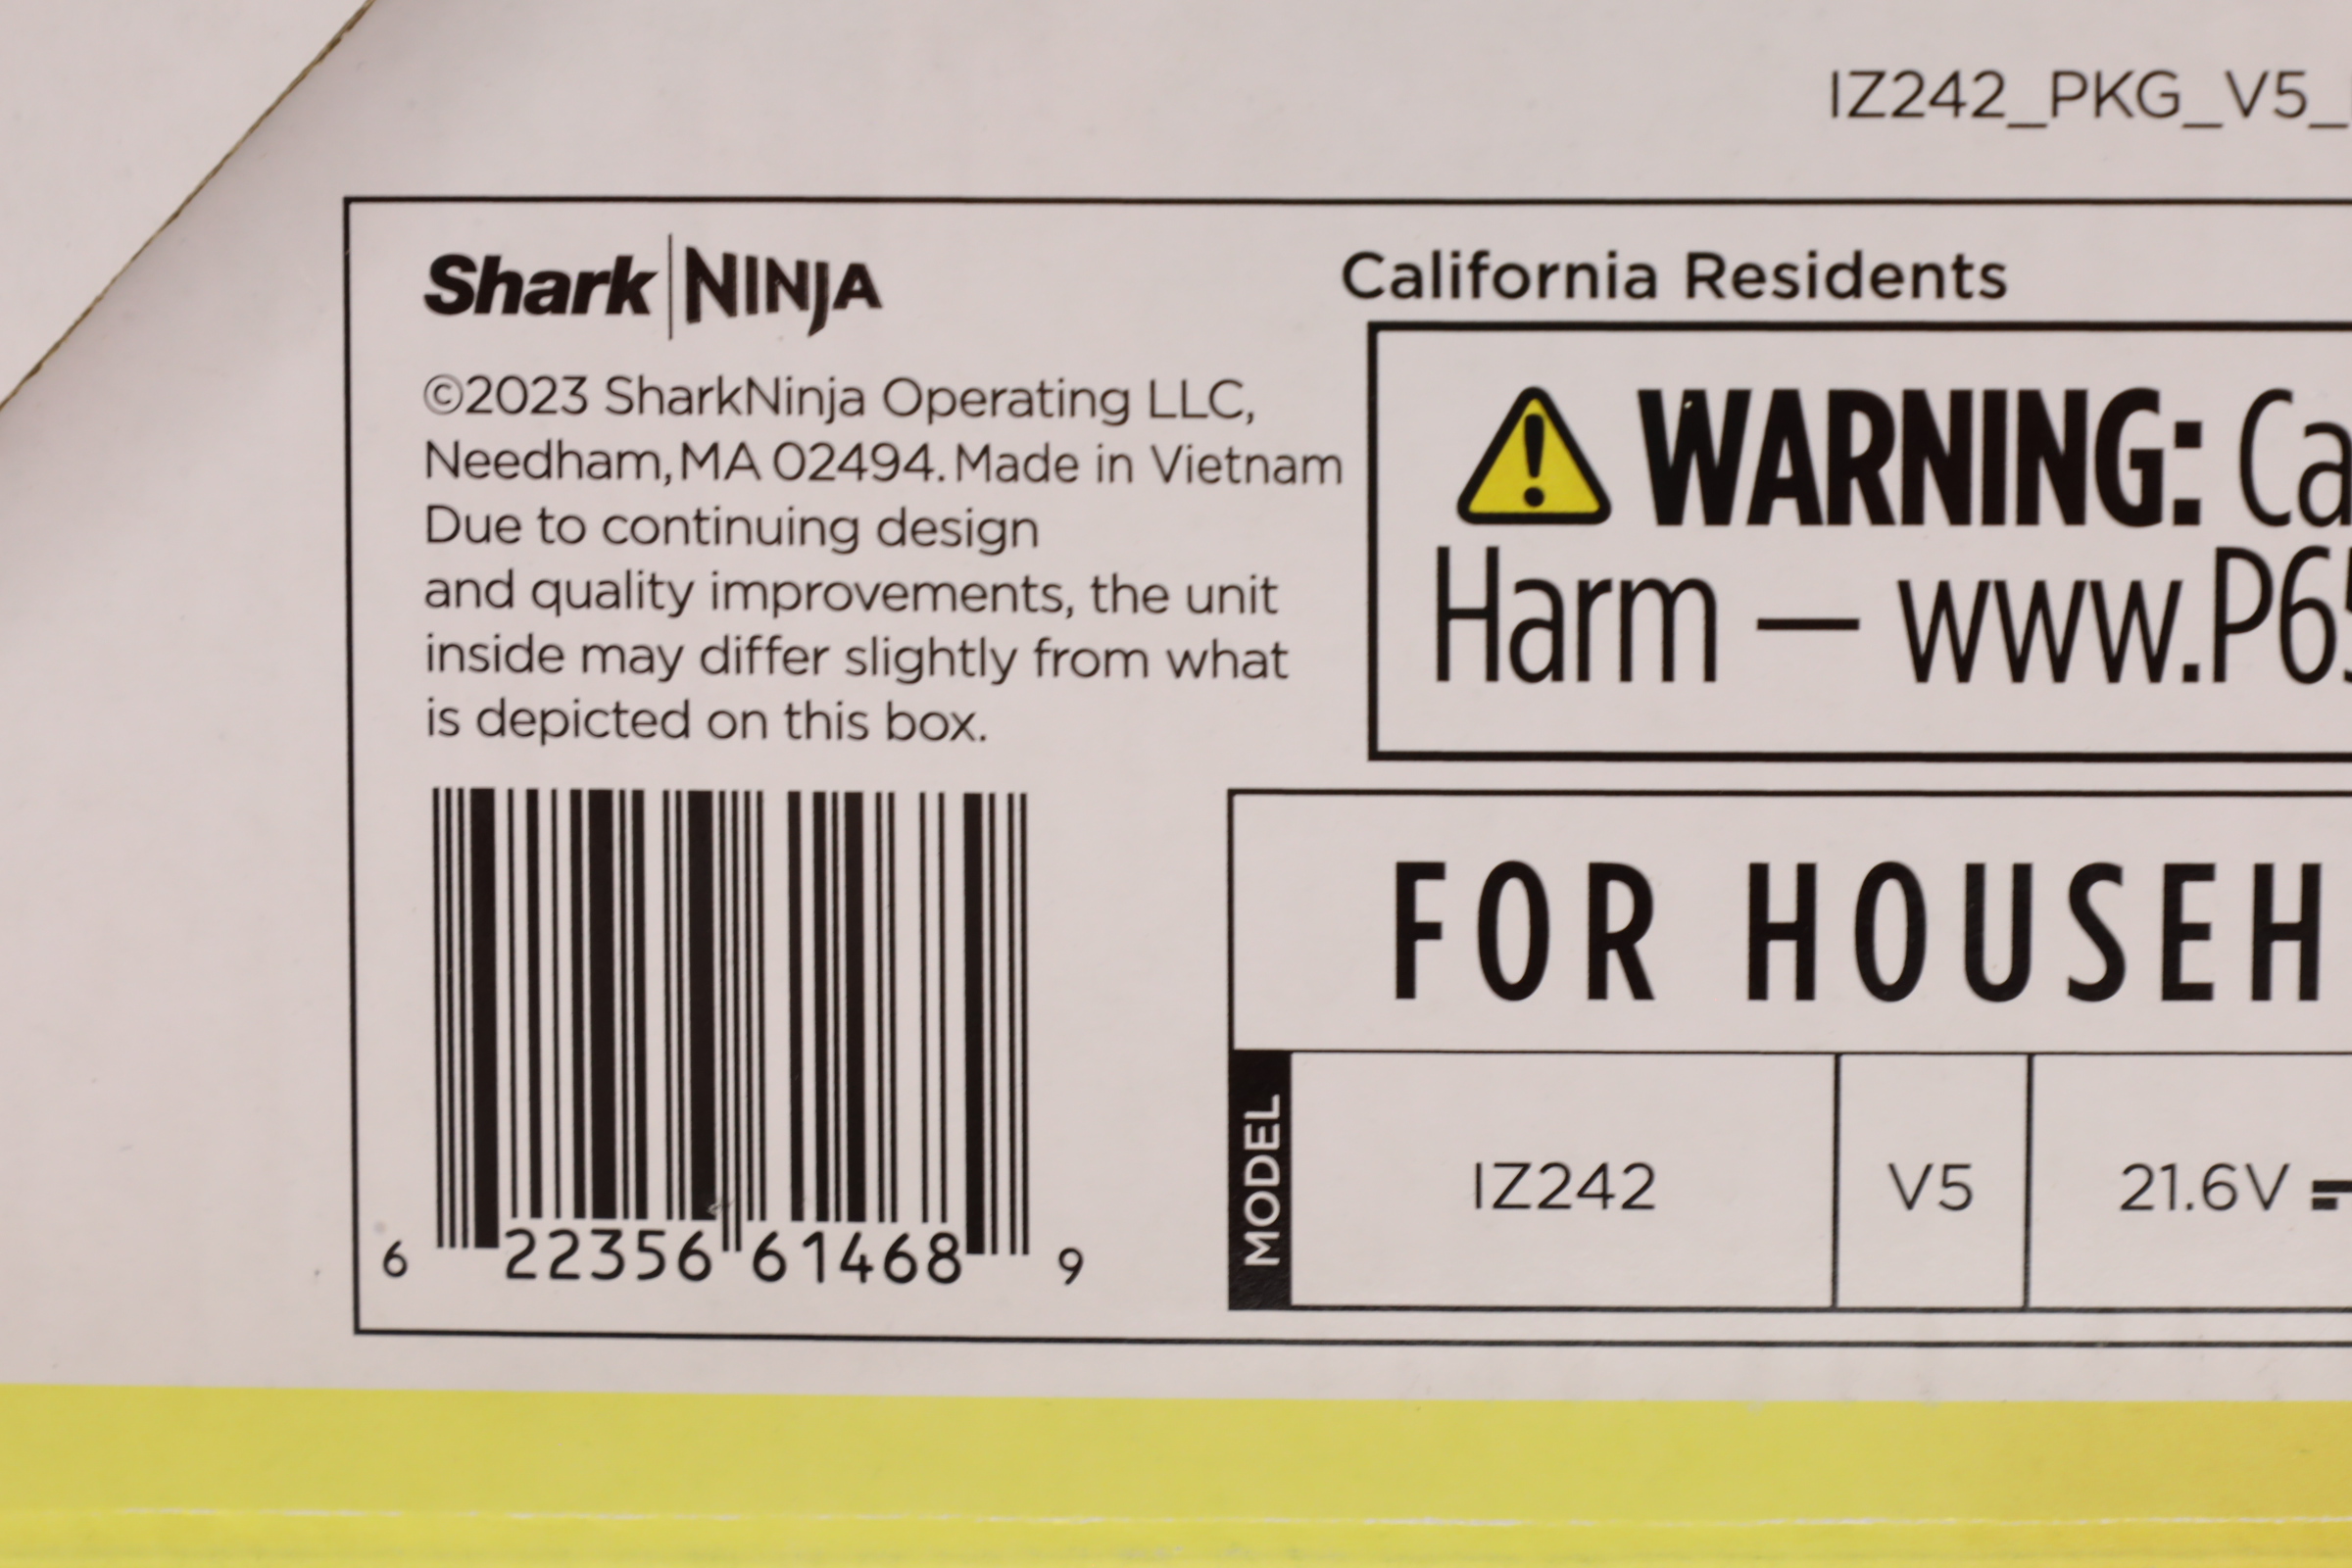 IZ242_PKG_V5_
Shark NINJA
©2023 SharkNinja Operating LLC,
Needham, MA 02494. Made in Vietnam
Due to continuing design
and quality improvements, the unit
inside may differ slightly from what
is depicted on this box.
6 22356 61468 9
California Residents
WARNING: Ca
Harm — www.P65
FOR HOUSEH
MODEL
IZ242
V5
21.6V ⎓